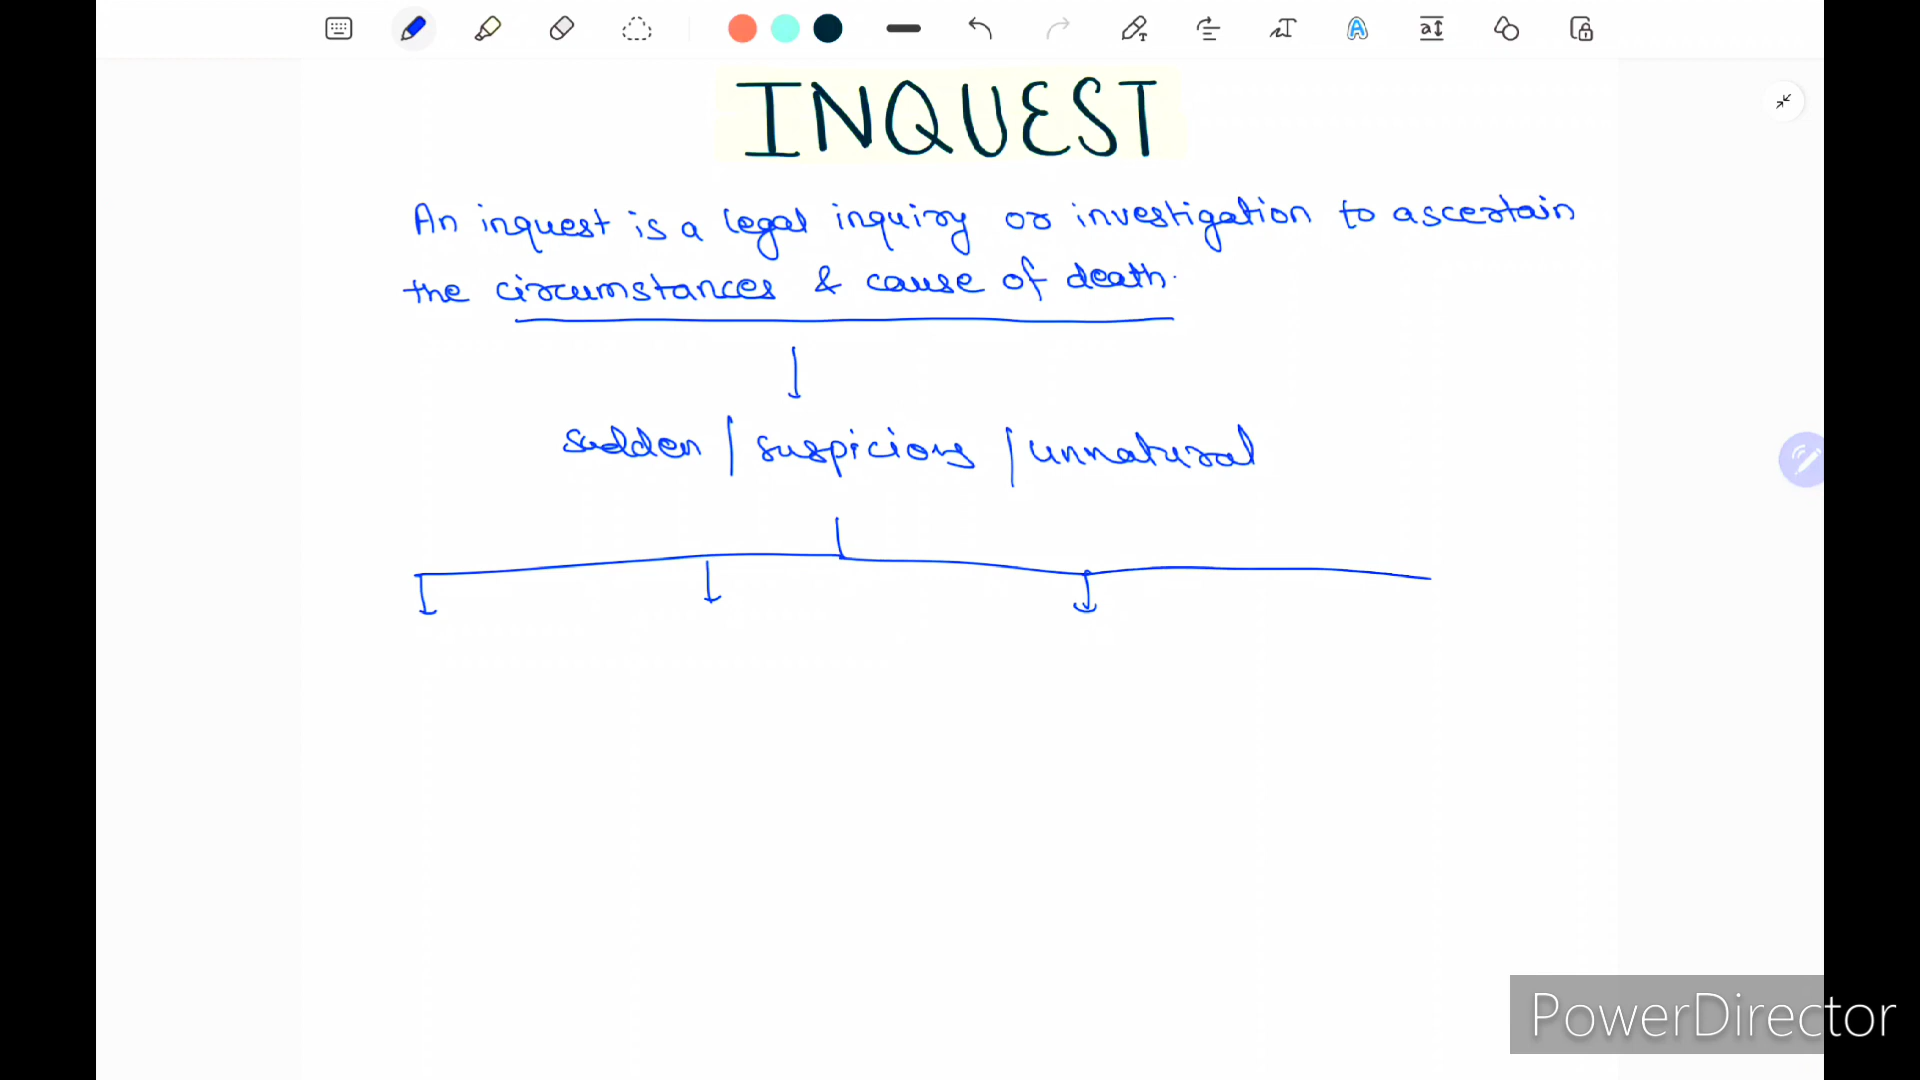 INQUEST
An inquest is a legal inquiry or investigation to ascertain
the circumstances & cause of death.
sudden / suspicious / unnatural
PowerDirector